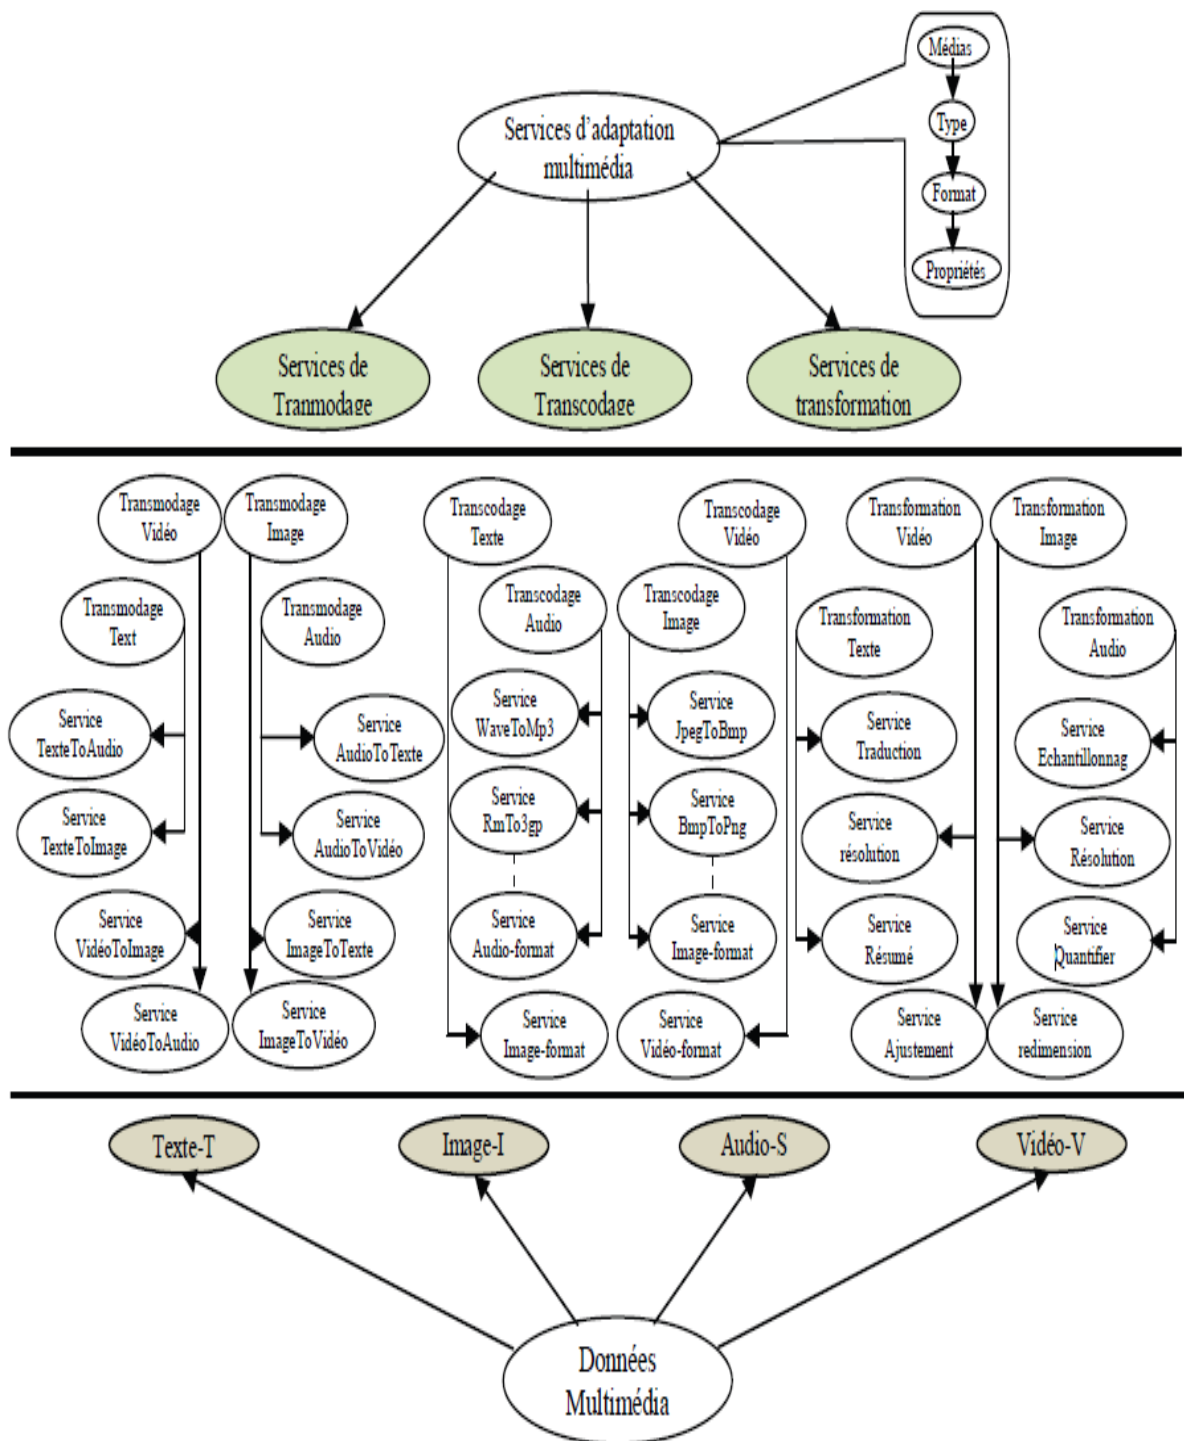 Médias
Type
Format
Propriétés
Services d’adaptation
multimédia
Services de
Tranmodage
Services de
Transcodage
Services de
transformation
Transmodage
Vidéo
Transmodage
Image
Transcodage
Texte
Transcodage
Vidéo
Transformation
Vidéo
Transformation
Image
Transmodage
Text
Transmodage
Audio
Transcodage
Audio
Transcodage
Image
Transformation
Texte
Transformation
Audio
Service
TexteToAudio
Service
AudioToTexte
Service
WaveToMp3
Service
JpegToBmp
Service
Traduction
Service
Echantillonnag
Service
TexteToImage
Service
AudioToVidéo
Service
RmTo3gp
Service
BmpToPng
Service
résolution
Service
Résolution
Service
VidéoToImage
Service
ImageToTexte
Service
Audio-format
Service
Image-format
Service
Résumé
Service
Quantifier
Service
VidéoToAudio
Service
ImageToVidéo
Service
Image-format
Service
Vidéo-format
Service
Ajustement
Service
redimension
Texte-T
Image-I
Audio-S
Vidéo-V
Données
Multimédia